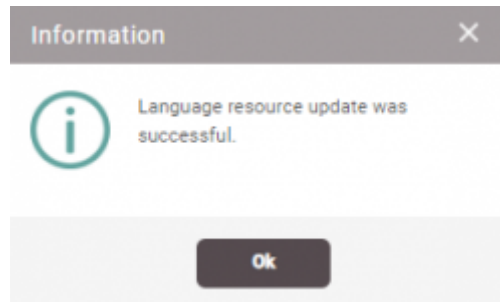 Information
Language resource update was
successful.
Ok